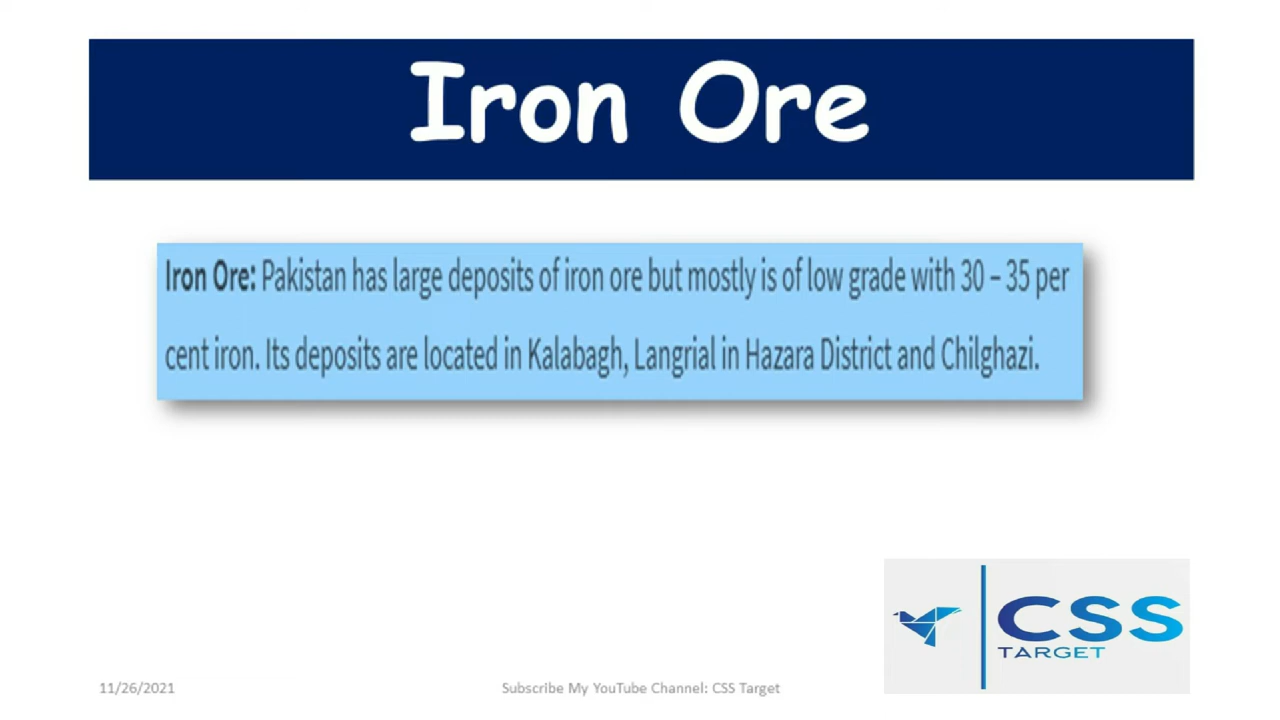 Iron Ore
Iron Ore: Pakistan has large deposits of iron ore but mostly is of low grade with 30 – 35 per
cent iron. Its deposits are located in Kalabagh, Langrial in Hazara District and Chilghazi.
CSS
TARGET
11/26/2021
Subscribe My YouTube Channel: CSS Target